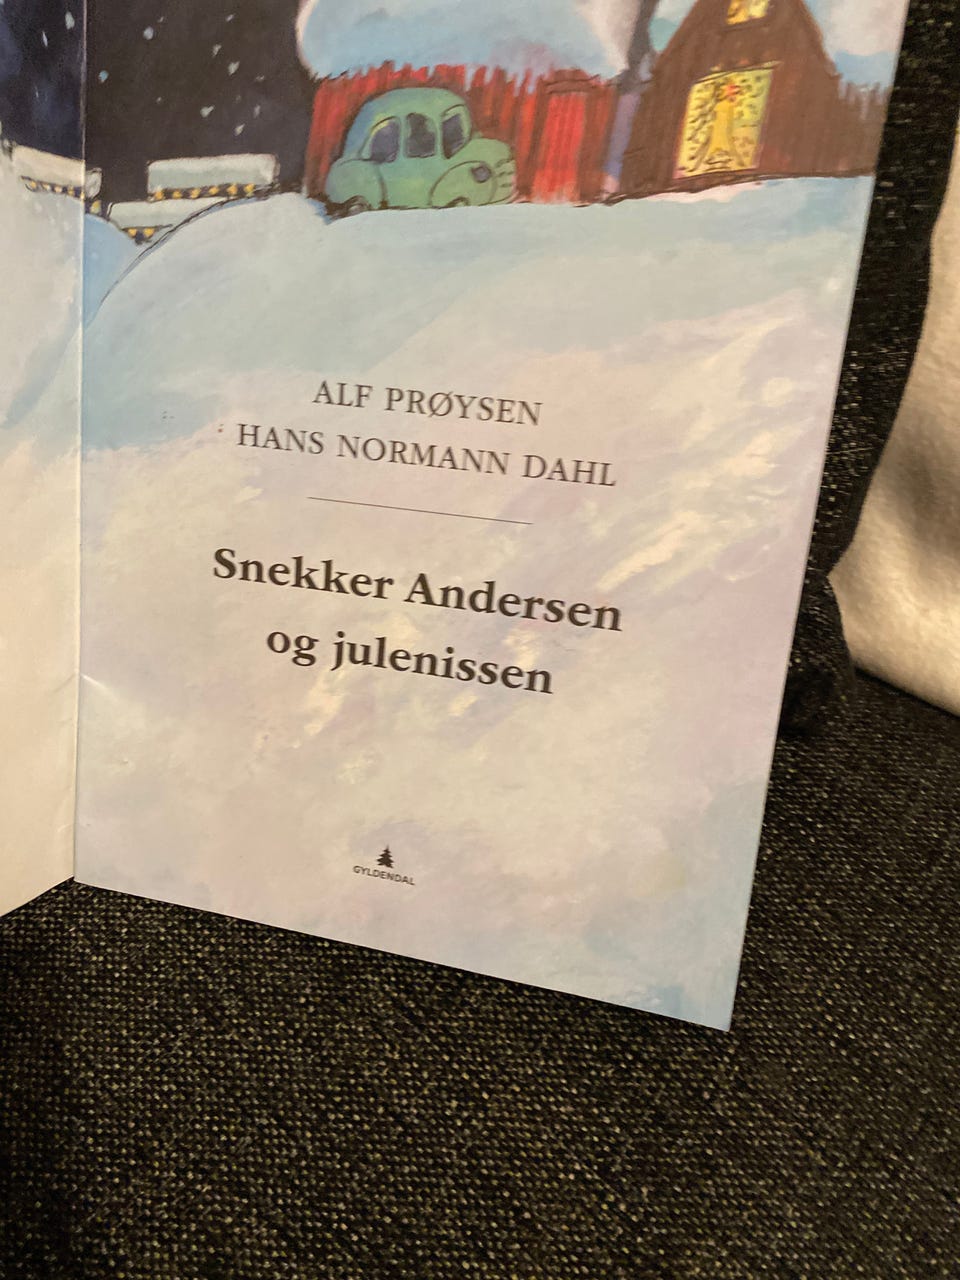 ALF PRØYSEN
HANS NORMANN DAHL
Snekker Andersen
og julenissen
GYLDENDAL